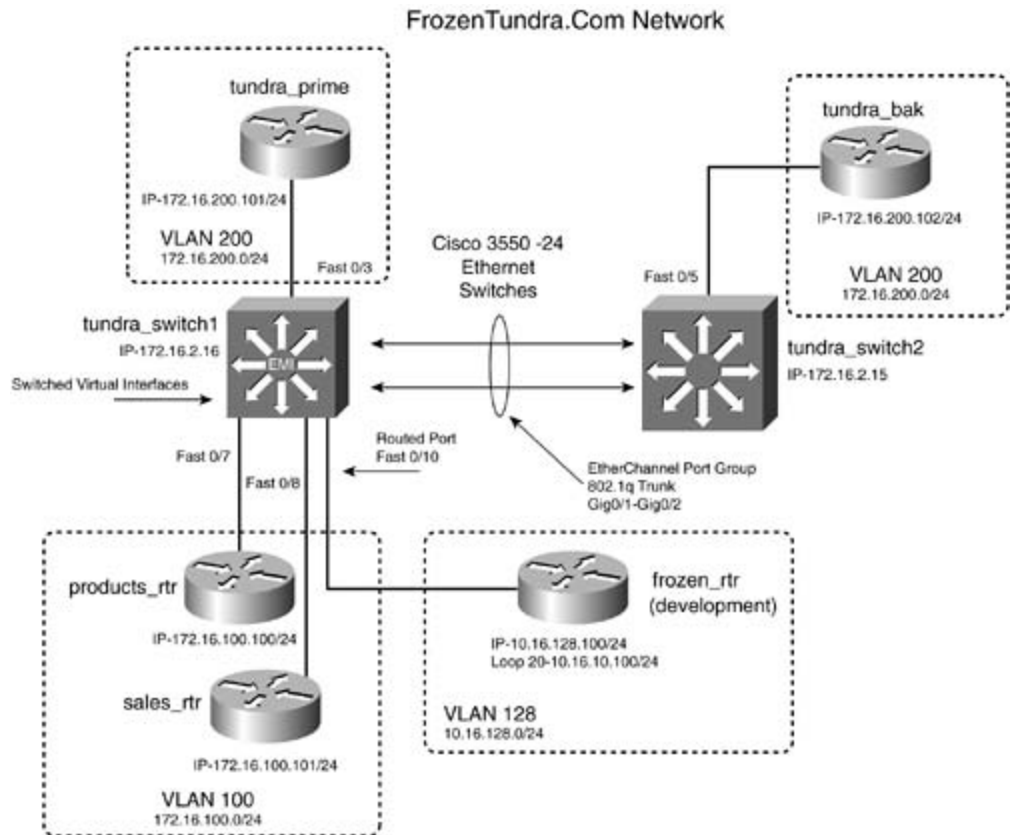 FrozenTundra.Com Network
tundra_prime
IP-172.16.200.101/24
VLAN 200
172.16.200.0/24
Fast 0/3
tundra_bak
IP-172.16.200.102/24
VLAN 200
172.16.200.0/24
Cisco 3550 -24
Ethernet
Switches
Fast 0/5
tundra_switch1
IP-172.16.2.16
EMI
Switched Virtual Interfaces
tundra_switch2
IP-172.16.2.15
Fast 0/7
Fast 0/8
Routed Port
Fast 0/10
EtherChannel Port Group
802.1q Trunk
Gig0/1-Gig0/2
products_rtr
IP-172.16.100.100/24
sales_rtr
IP-172.16.100.101/24
VLAN 100
172.16.100.0/24
frozen_rtr
(development)
IP-10.16.128.100/24
Loop 20-10.16.10.100/24
VLAN 128
10.16.128.0/24